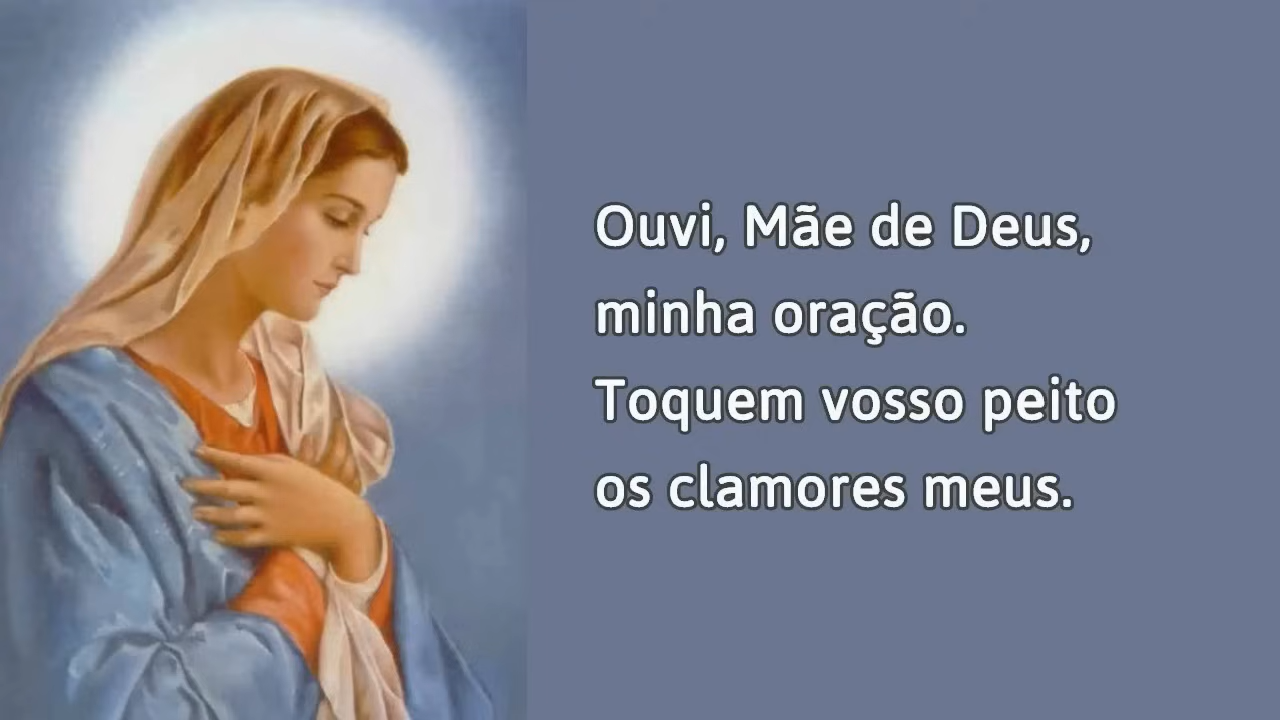 Ouvi, Mãe de Deus,
minha oração.
Toquem vosso peito
os clamores meus.